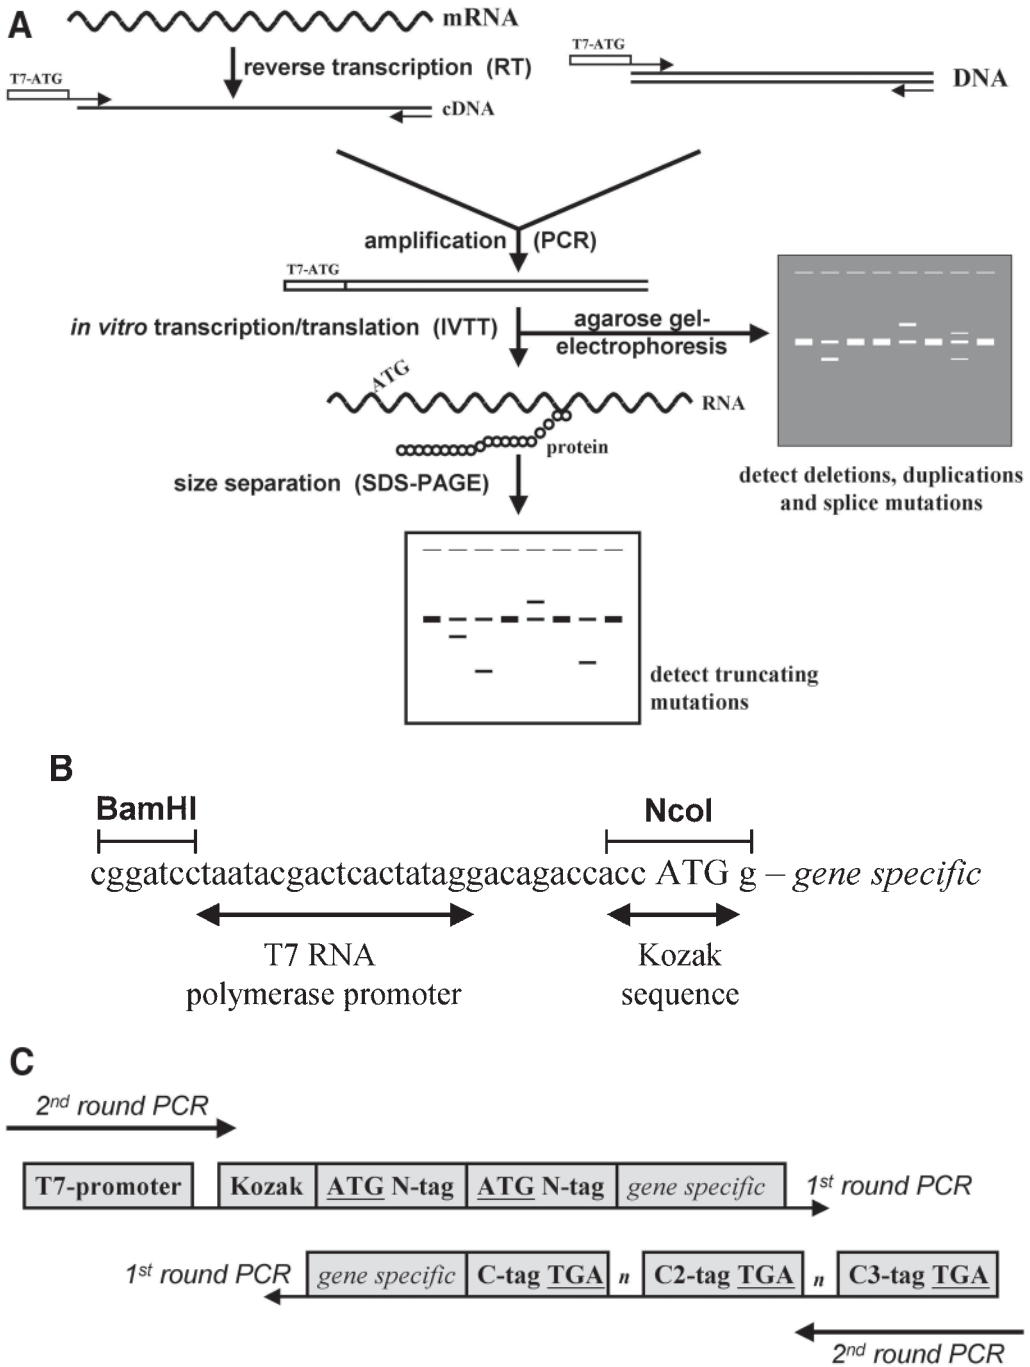 A
mRNA
T7-ATG
reverse transcription (RT)
DNA
T7-ATG
cDNA
amplification (PCR)
T7-ATG
in vitro transcription/translation (IVTT)
agarose gel-
electrophoresis
ATG
RNA
protein
size separation (SDS-PAGE)
detect deletions, duplications
and splice mutations
detect truncating
mutations
B
BamHI
NcoI
cggatcctaatacgactcactataggacagaccacc ATG g – gene specific
T7 RNA
polymerase promoter
Kozak
sequence
C
2nd round PCR
T7-promoter
Kozak
ATG N-tag
ATG N-tag
gene specific
1st round PCR
1st round PCR
gene specific
C-tag TGA
n
C2-tag TGA
n
C3-tag TGA
2nd round PCR